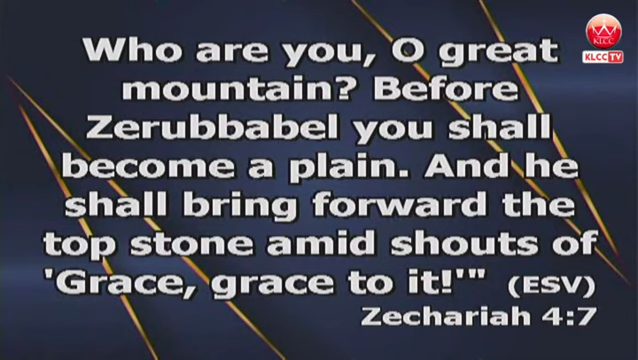 KLCC
KLCC TV
Who are you, O great
mountain? Before
Zerubbabel you shall
become a plain. And he
shall bring forward the
top stone amid shouts of
'Grace, grace to it!'" (ESV)
Zechariah 4:7